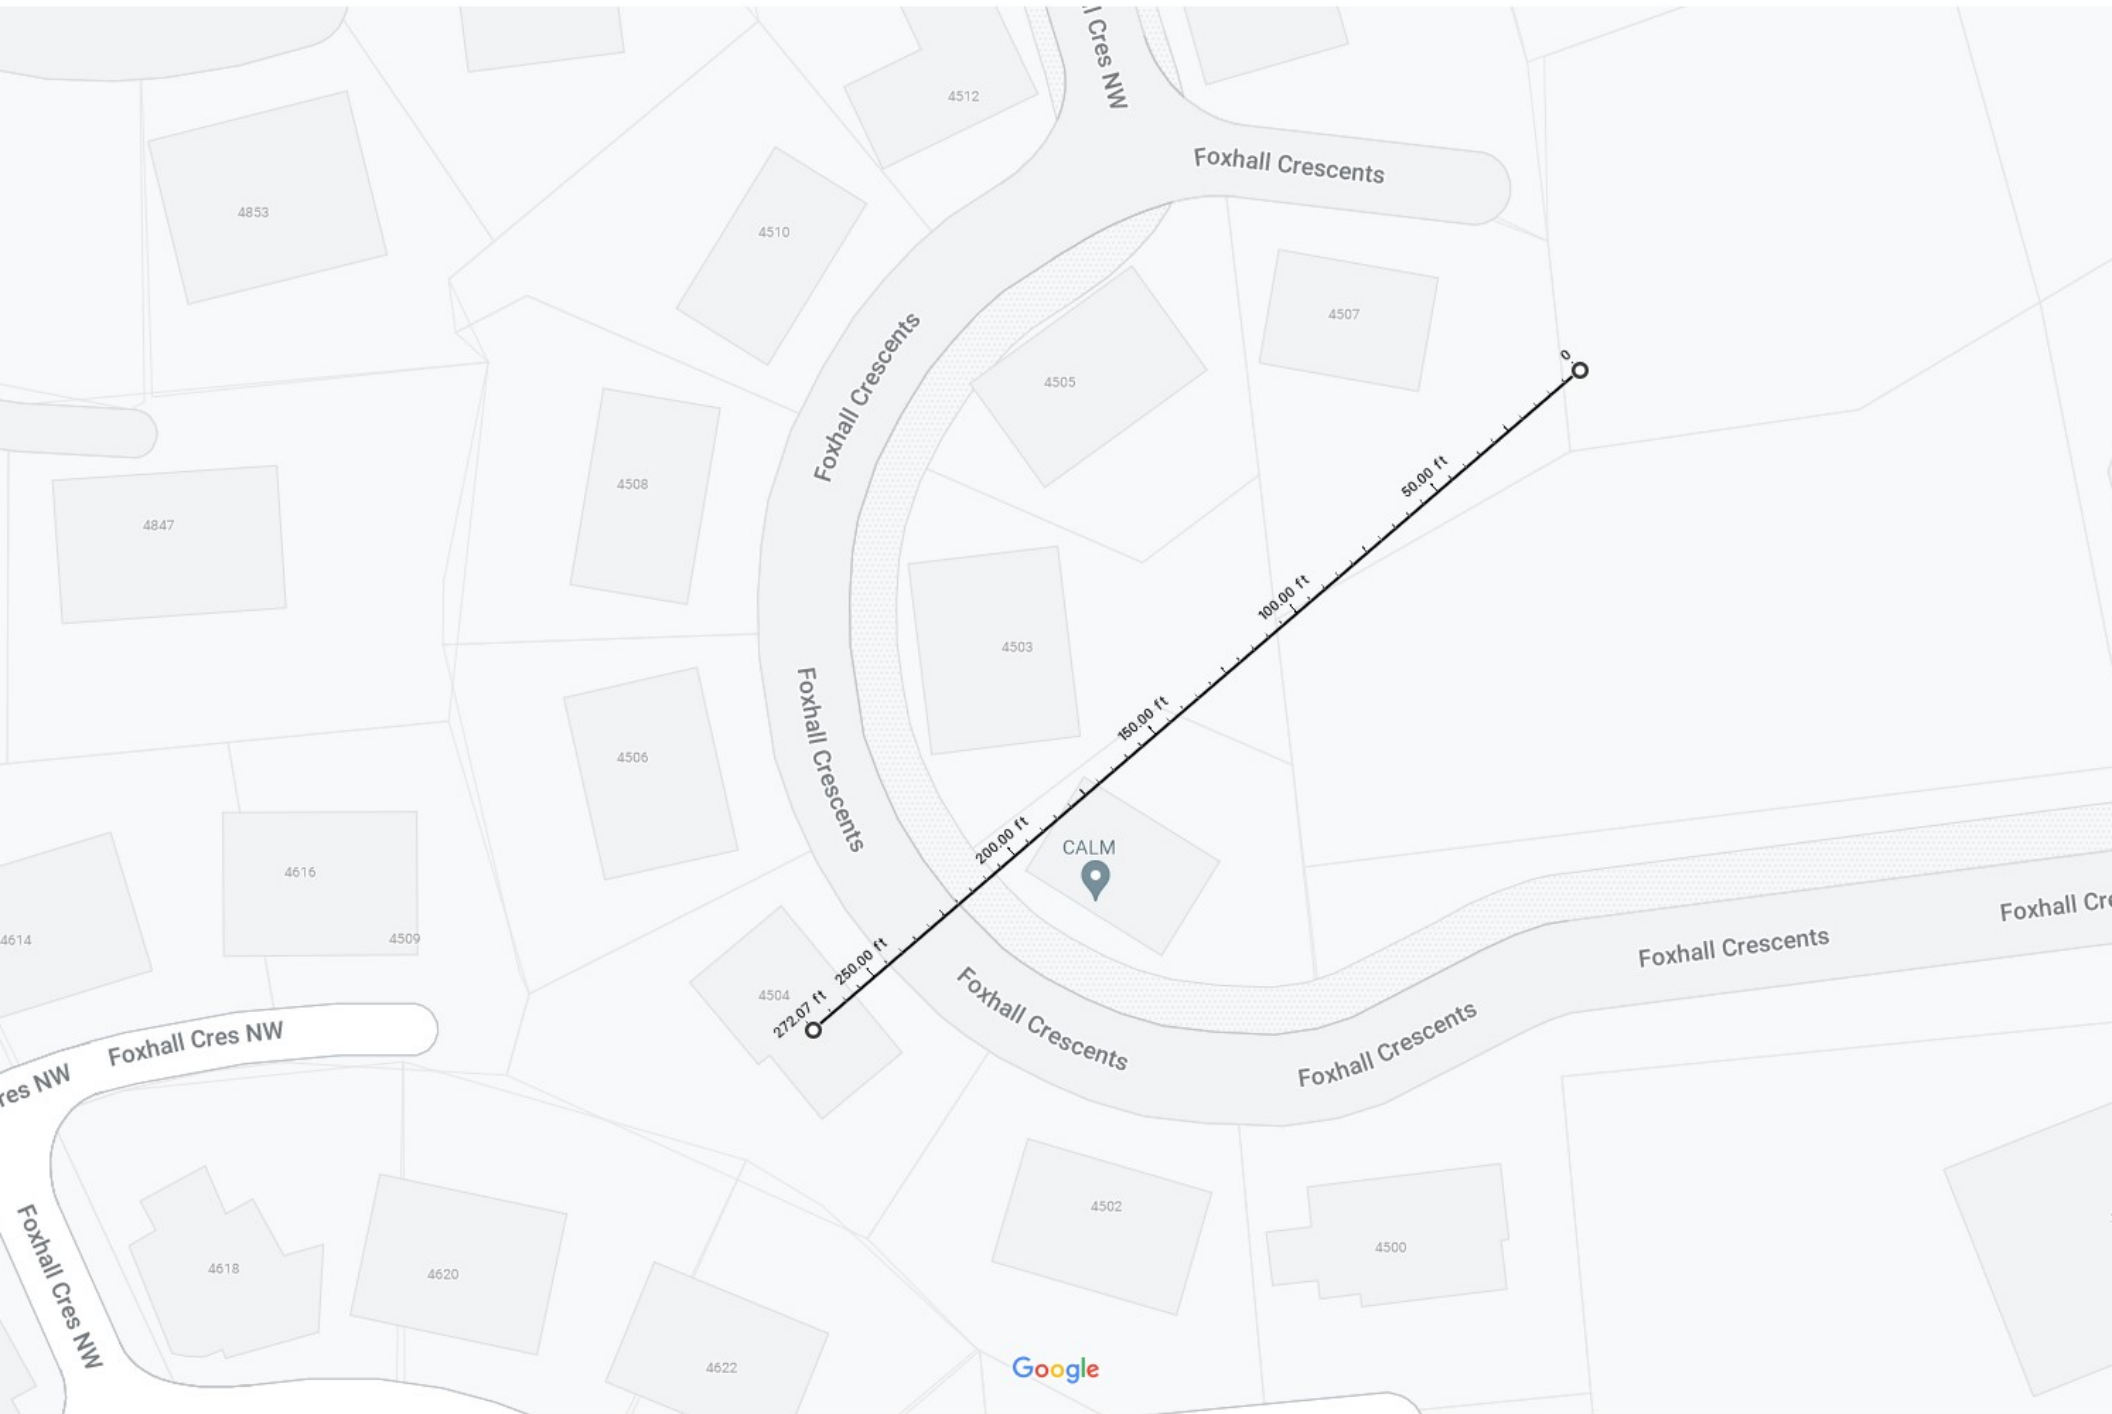 ll Cres NW
4512
Foxhall Crescents
4853
4510
4507
0
Foxhall Crescents
4505
50.00 ft
4508
4847
100.00 ft
4503
150.00 ft
Foxhall Crescents
4506
200.00 ft
CALM
4616
Foxhall Cre
4614
4509
250.00 ft
Foxhall Crescents
4504
272.07 ft
Foxhall Crescents
Foxhall Crescents
Foxhall Cres NW
res NW
4502
4500
Foxhall Cres NW
4618
4620
4622
Google